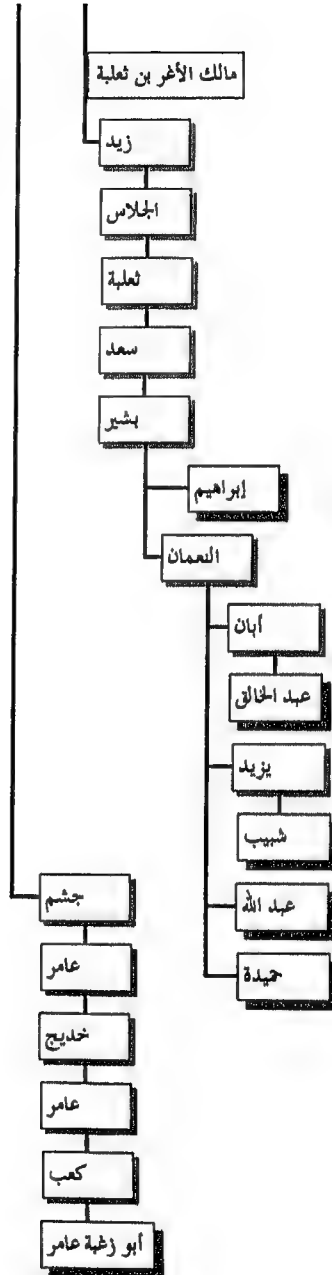 مالك الأغر بن ثعلبة
زيد
الجلاس
ثعلبة
سعد
بشير
إبراهيم
النعمان
أبان
عبد الخالق
يزيد
شبيب
عبد الله
حميدة
جشم
عامر
خديج
عامر
كعب
أبو زغبة عامر